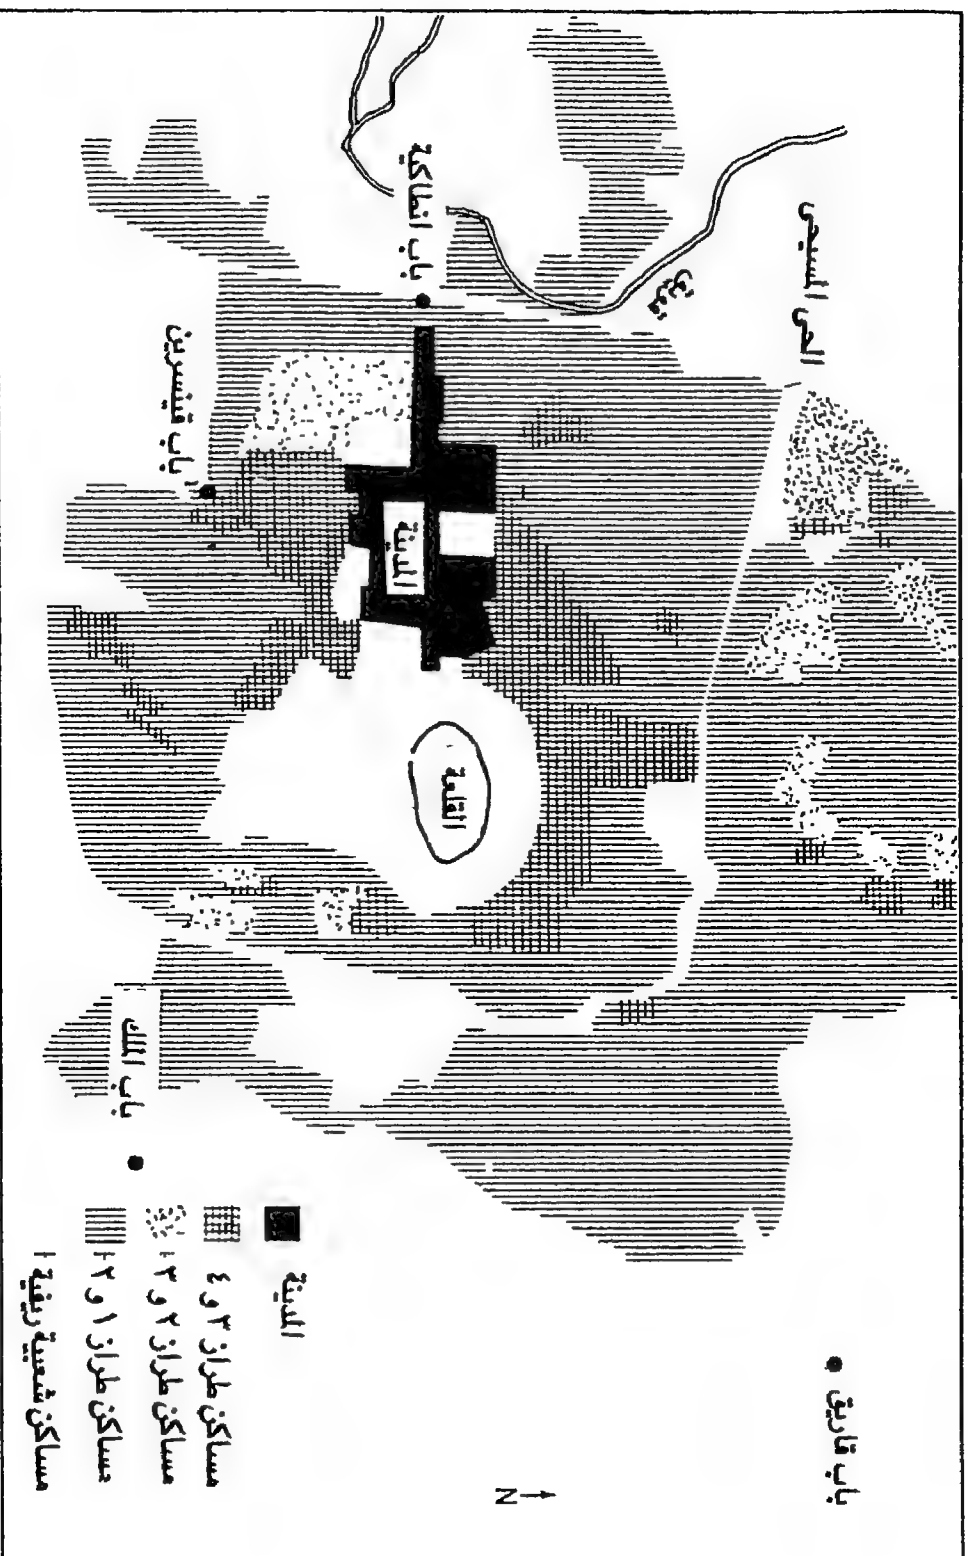 الحي المسيحي
قويق
باب انطاكية
باب قينسرين
المدينة
القلعة
باب الملك
باب قاريق
N
المدينة
مساكن طراز ٣ و ٤
مساكن طراز ٢ و ٣ +
مساكن طراز ١ و ٢ +
مساكن شعبية ريفية ١